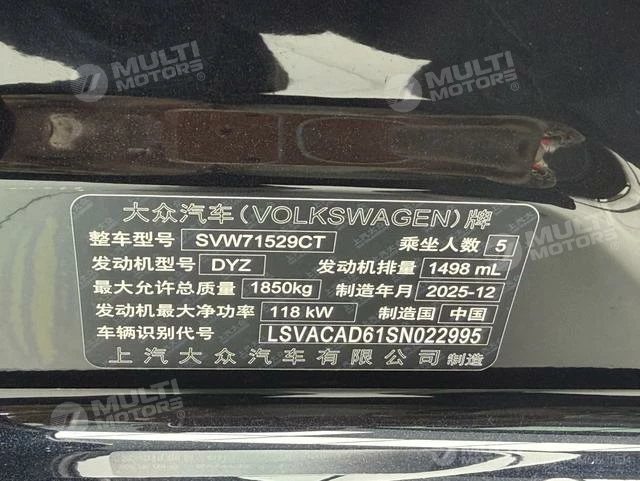 MULTI MOTORS® MULTI MOTORS®
大众汽车(VOLKSWAGEN)牌
整车型号 SVW71529CT 乘坐人数 5
发动机型号 DYZ 发动机排量 1498 mL
最大允许总质量 1850kg 制造年月 2025-12
发动机最大净功率 118 kW 制造国 中国
车辆识别代号 LSVACAD61SN022995
上汽大众汽车有限公司 制造
MULTI MOTORS® MULTI MOTORS®